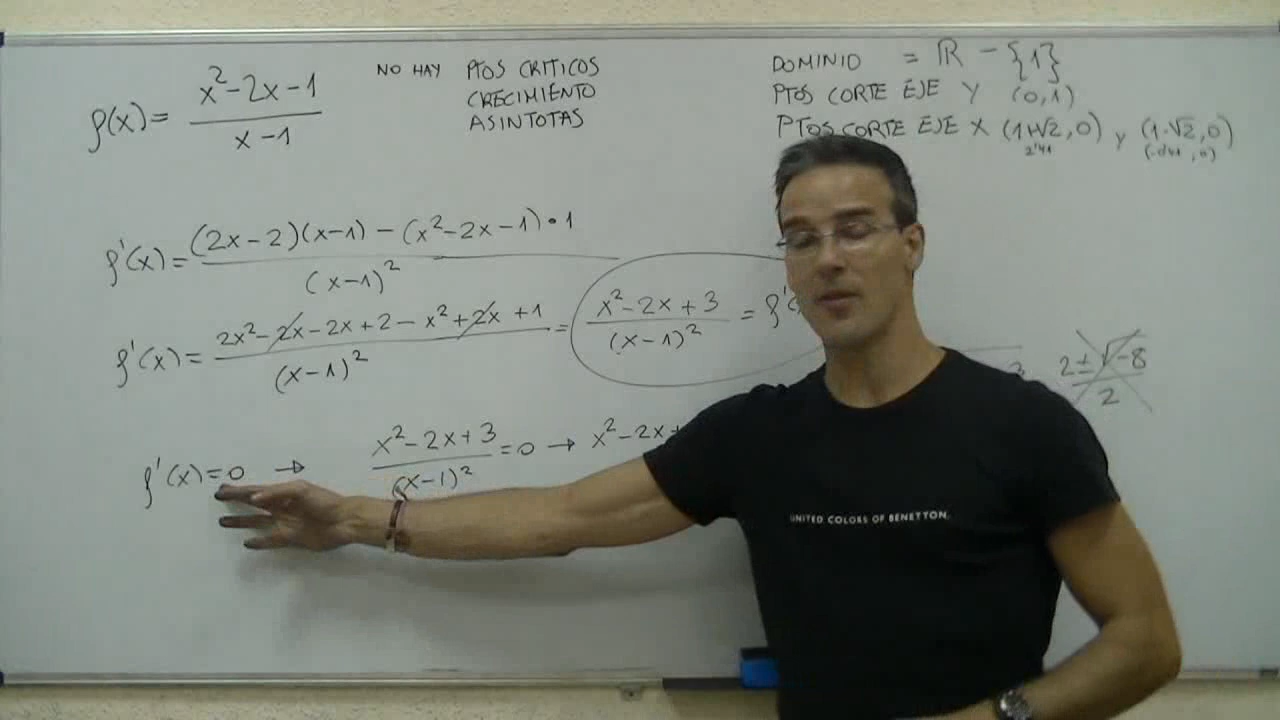 f(x) = (x² - 2x - 1) / (x - 1)
NO HAY PTOS CRITICOS
CRECIMIENTO
ASINTOTAS
DOMINIO = ℝ - {1}
PTOS CORTE EJE Y (0,1)
PTOS CORTE EJE X (1+√2,0) y (1-√2,0)
2'41 (-0'41,0)
f'(x) = ((2x-2)(x-1) - (x²-2x-1)·1) / (x-1)²
f'(x) = (2x² - 2x - 2x + 2 - x² + 2x + 1) / (x-1)² = (x² - 2x + 3) / (x-1)² = f'(x
(2 ± √-8) / 2
f'(x)=0 → (x² - 2x + 3) / (x-1)² = 0 → x² - 2x +
UNITED COLORS OF BENETTON.